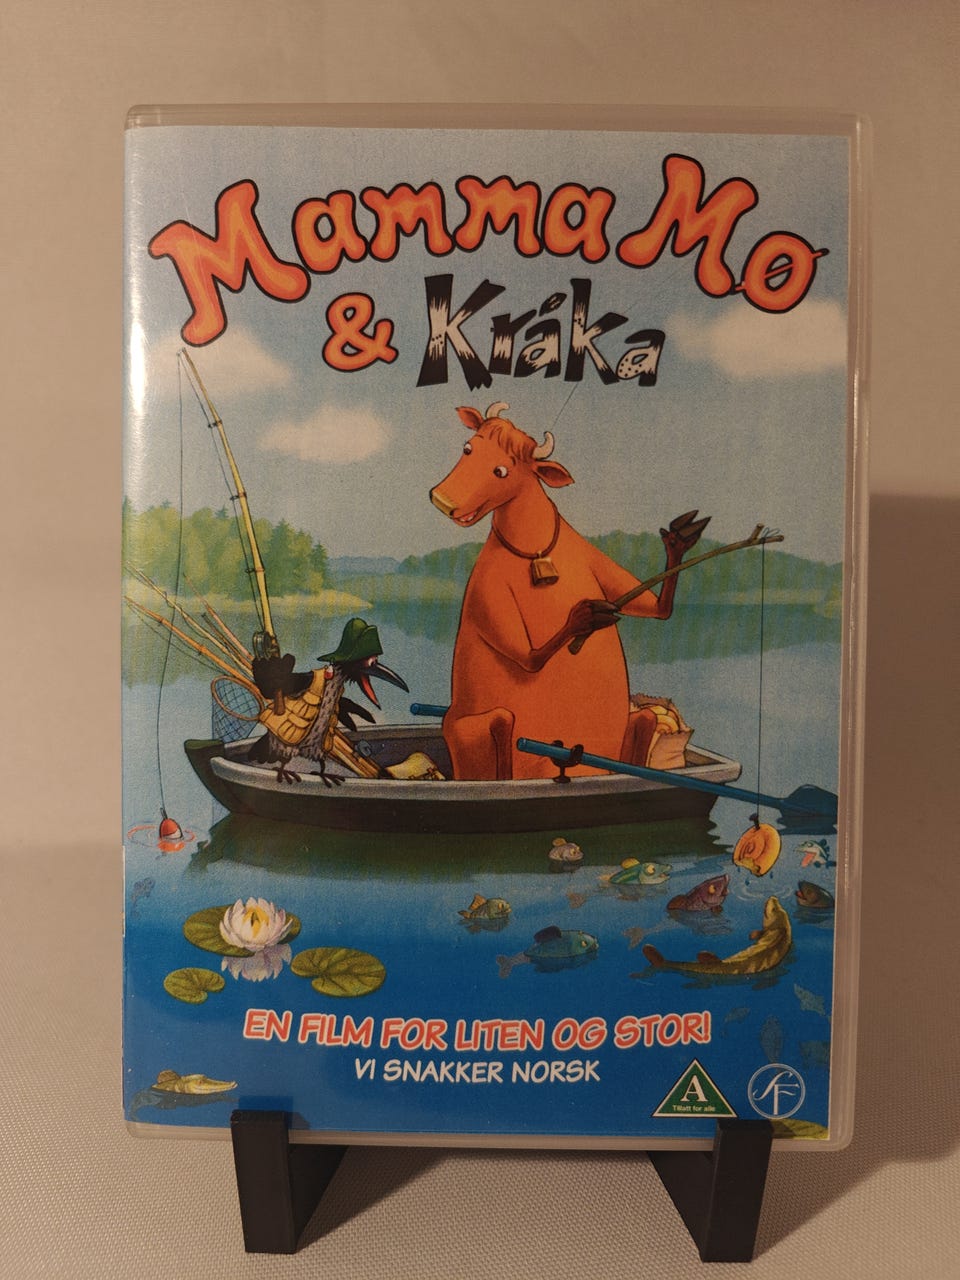 Mamma Mø
& Kråka
EN FILM FOR LITEN OG STOR!
VI SNAKKER NORSK
A
Tillatt for alle
SF